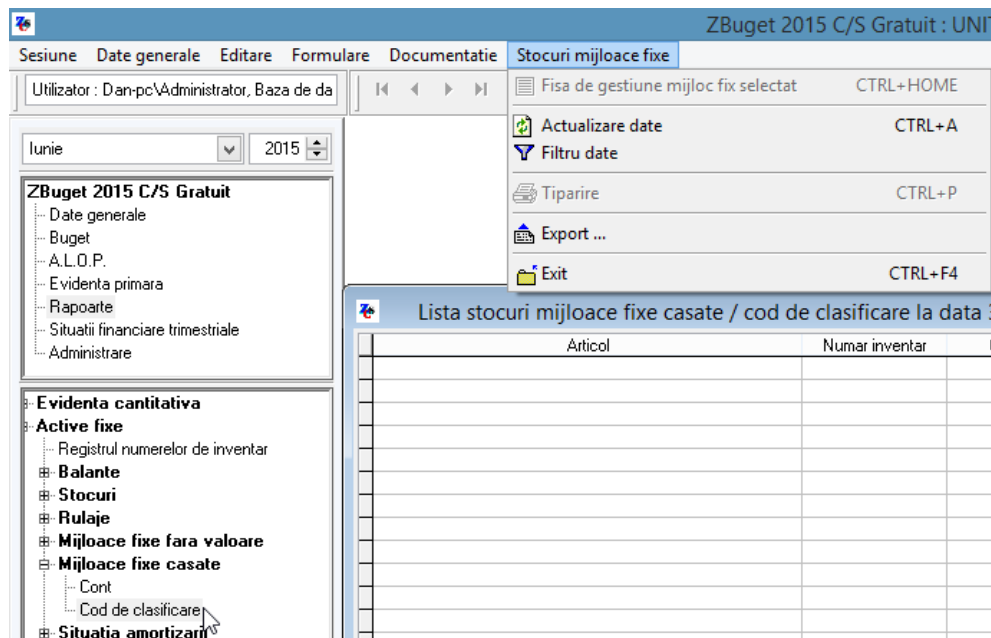 ZBuget 2015 C/S Gratuit : UNI
Sesiune Date generale Editare Formulare Documentatie Stocuri mijloace fixe
Utilizator : Dan-pc\Administrator, Baza de da
Fisa de gestiune mijloc fix selectat CTRL+HOME
Actualizare date CTRL+A
Filtru date
Tiparire CTRL+P
Export ...
Exit CTRL+F4
Iunie 2015
ZBuget 2015 C/S Gratuit
Date generale
Buget
A.L.O.P.
Evidenta primara
Rapoarte
Situatii financiare trimestriale
Administrare
Lista stocuri mijloace fixe casate / cod de clasificare la data
Articol Numar inventar
Evidenta cantitativa
Active fixe
Registrul numerelor de inventar
Balante
Stocuri
Rulaje
Mijloace fixe fara valoare
Mijloace fixe casate
Cont
Cod de clasificare
Situatia amortizarii